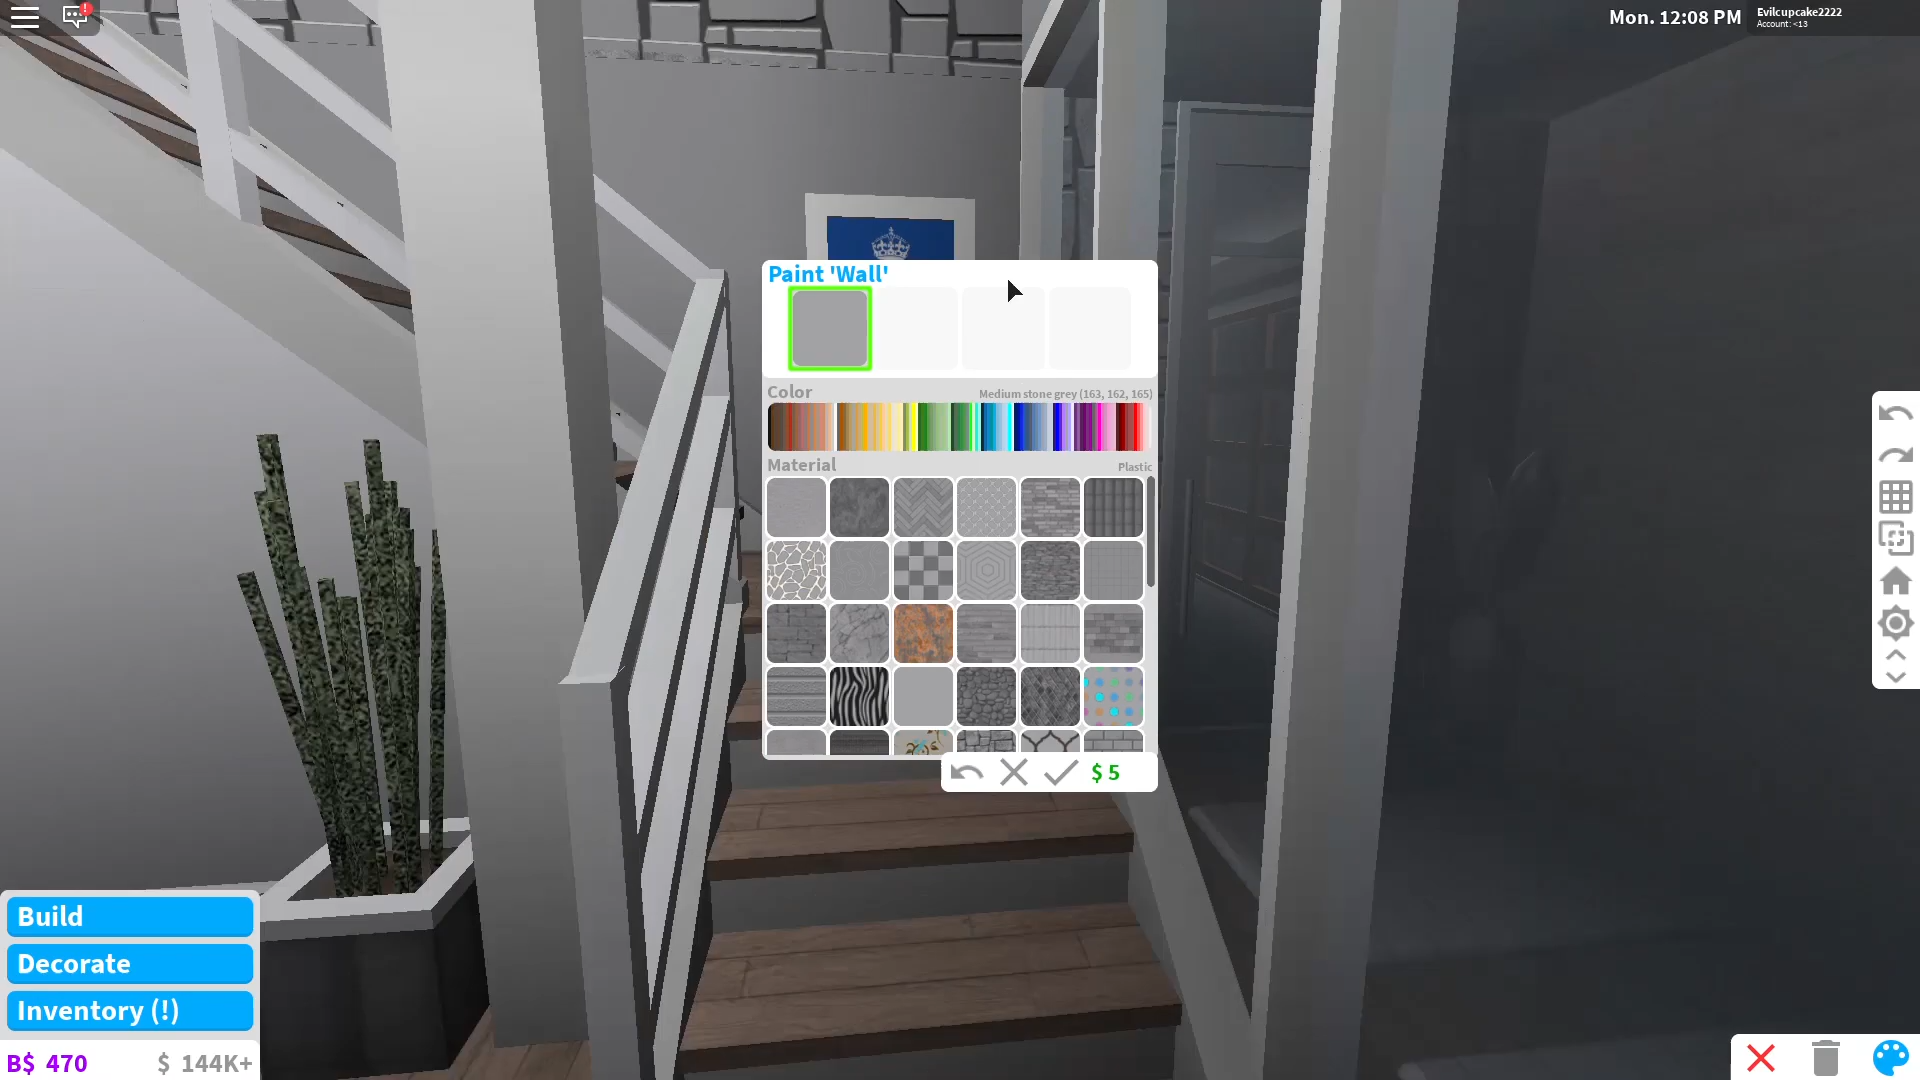 Mon. 12:08 PM
Evilcupcake2222
Account: <13
Paint 'Wall'
Color
Medium stone grey (163, 162, 165)
Material
Plastic
$ 5
Build
Decorate
Inventory (!)
B$ 470
$ 144K+